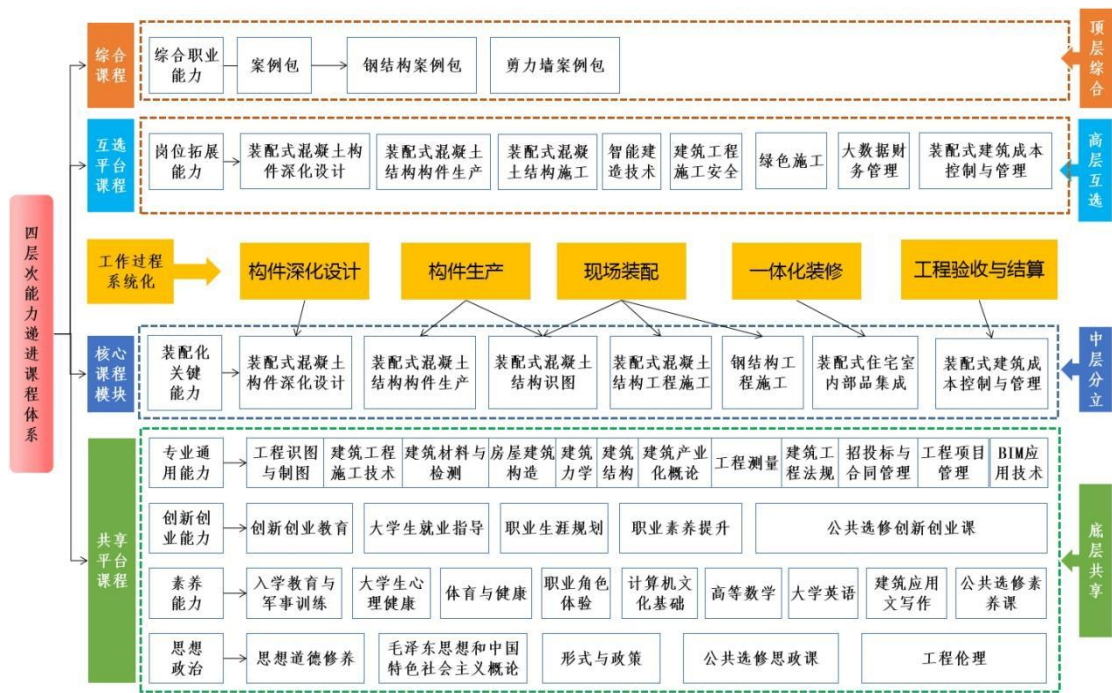 四层次能力递进课程体系
综合
课程
综合职业
能力
案例包
钢结构案例包
剪力墙案例包
顶层综合
互选
平台
课程
岗位拓展
能力
装配式混凝土构
件深化设计
装配式混凝土
结构构件生产
装配式混凝
土结构施工
智能建
造技术
建筑工程
施工安全
绿色施工
大数据财
务管理
装配式建筑成本
控制与管理
高层互选
工作过程
系统化
构件深化设计
构件生产
现场装配
一体化装修
工程验收与结算
核心
课程
模块
装配化
关键
能力
装配式混凝土
构件深化设计
装配式混凝土
结构构件生产
装配式混凝土
结构识图
装配式混凝土
结构工程施工
钢结构工
程施工
装配式住宅室
内部品集成
装配式建筑成
本控制与管理
中层分立
共享
平台
课程
专业通
用能力
工程识图
与制图
建筑工程
施工技术
建筑材料与
检测
房屋建筑
构造
建筑
力学
建筑
结构
建筑产业
化概论
工程测量
建筑工
程法规
招投标与
合同管理
工程项目
管理
BIM应
用技术
创新创
业能力
创新创业教育
大学生就业指导
职业生涯规划
职业素养提升
公共选修创新创业课
素养
能力
入学教育与
军事训练
大学生心
理健康
体育与健康
职业角色
体验
计算机文
化基础
高等数学
大学英语
建筑应用
文写作
公共选修素
养课
思想
政治
思想道德修养
毛泽东思想和中国
特色社会主义概论
形式与政策
公共选修思政课
工程伦理
底层共享